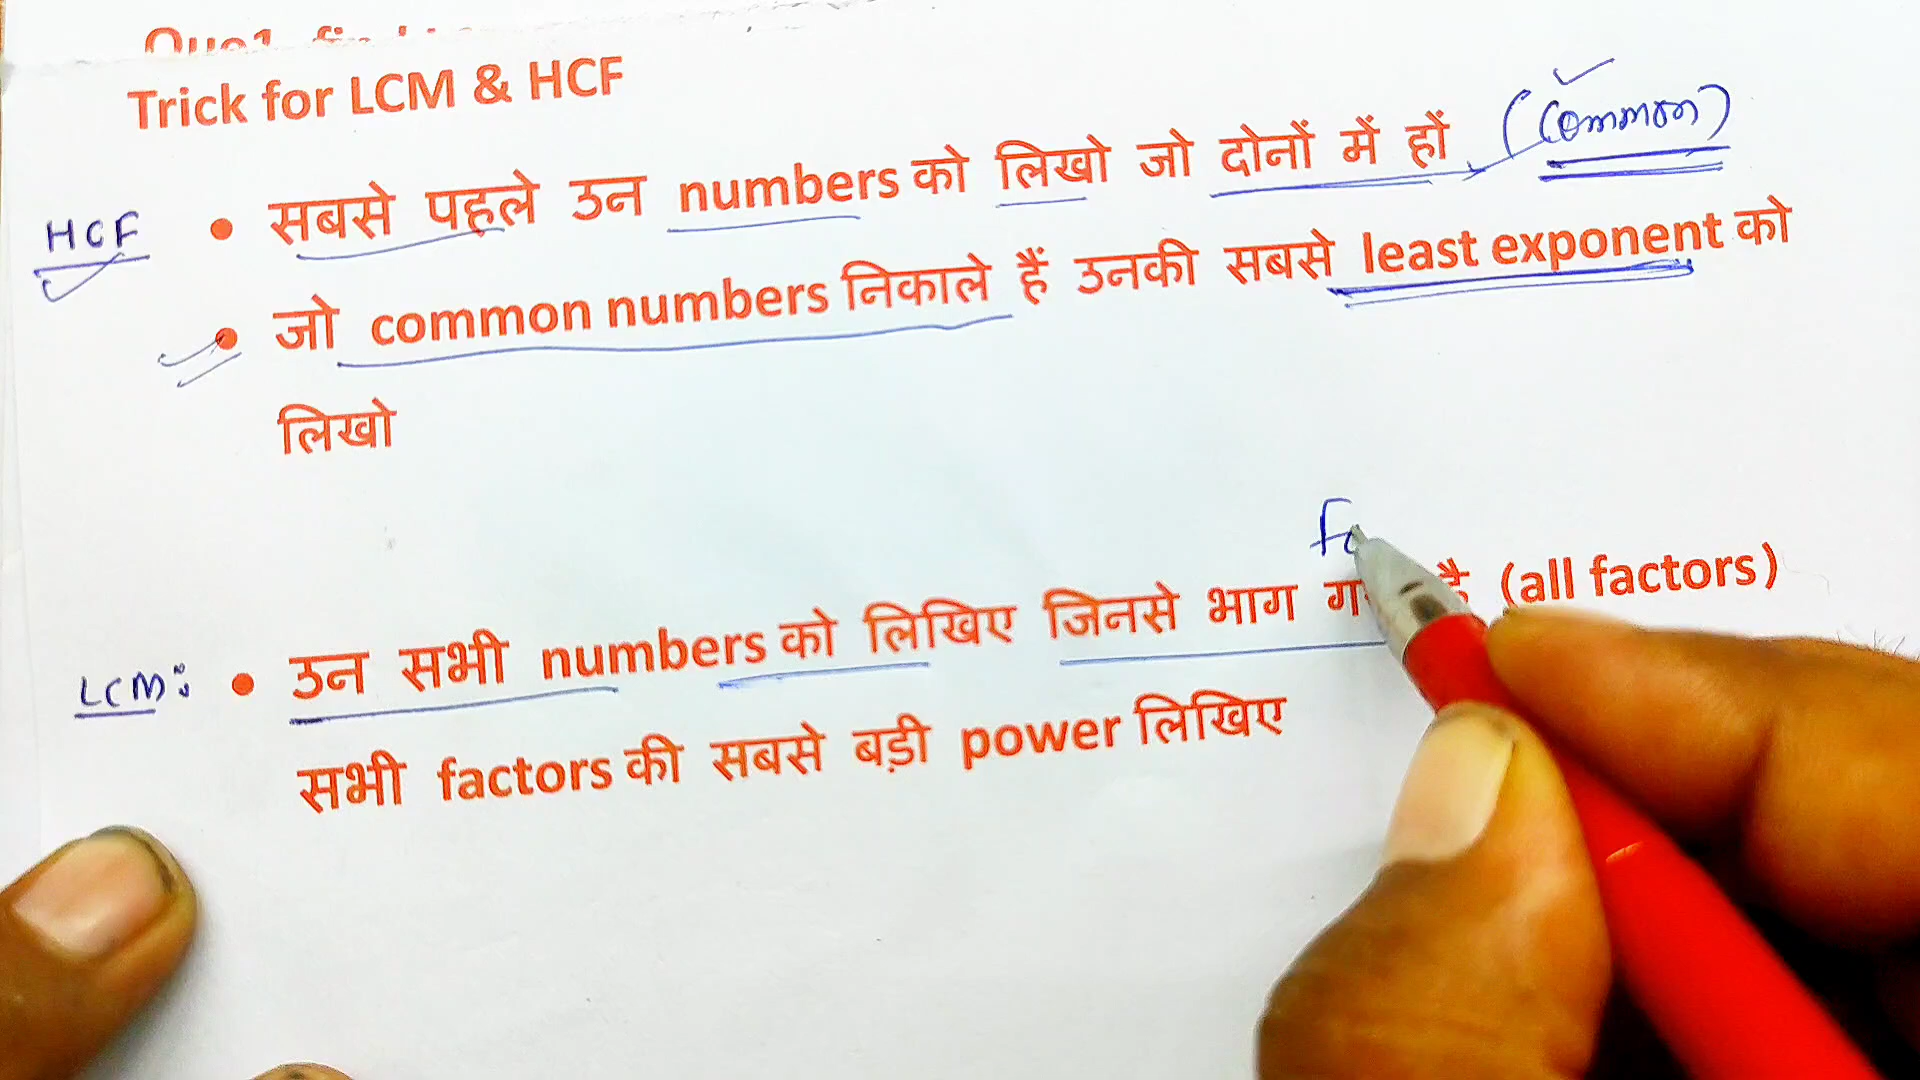 Trick for LCM & HCF
(Common)
HCF • सबसे पहले उन numbers को लिखो जो दोनों में हों
• जो common numbers निकाले हैं उनकी सबसे least exponent को
लिखो
LCM: • उन सभी numbers को लिखिए जिनसे भाग है (all factors)
सभी factors की सबसे बड़ी power लिखिए